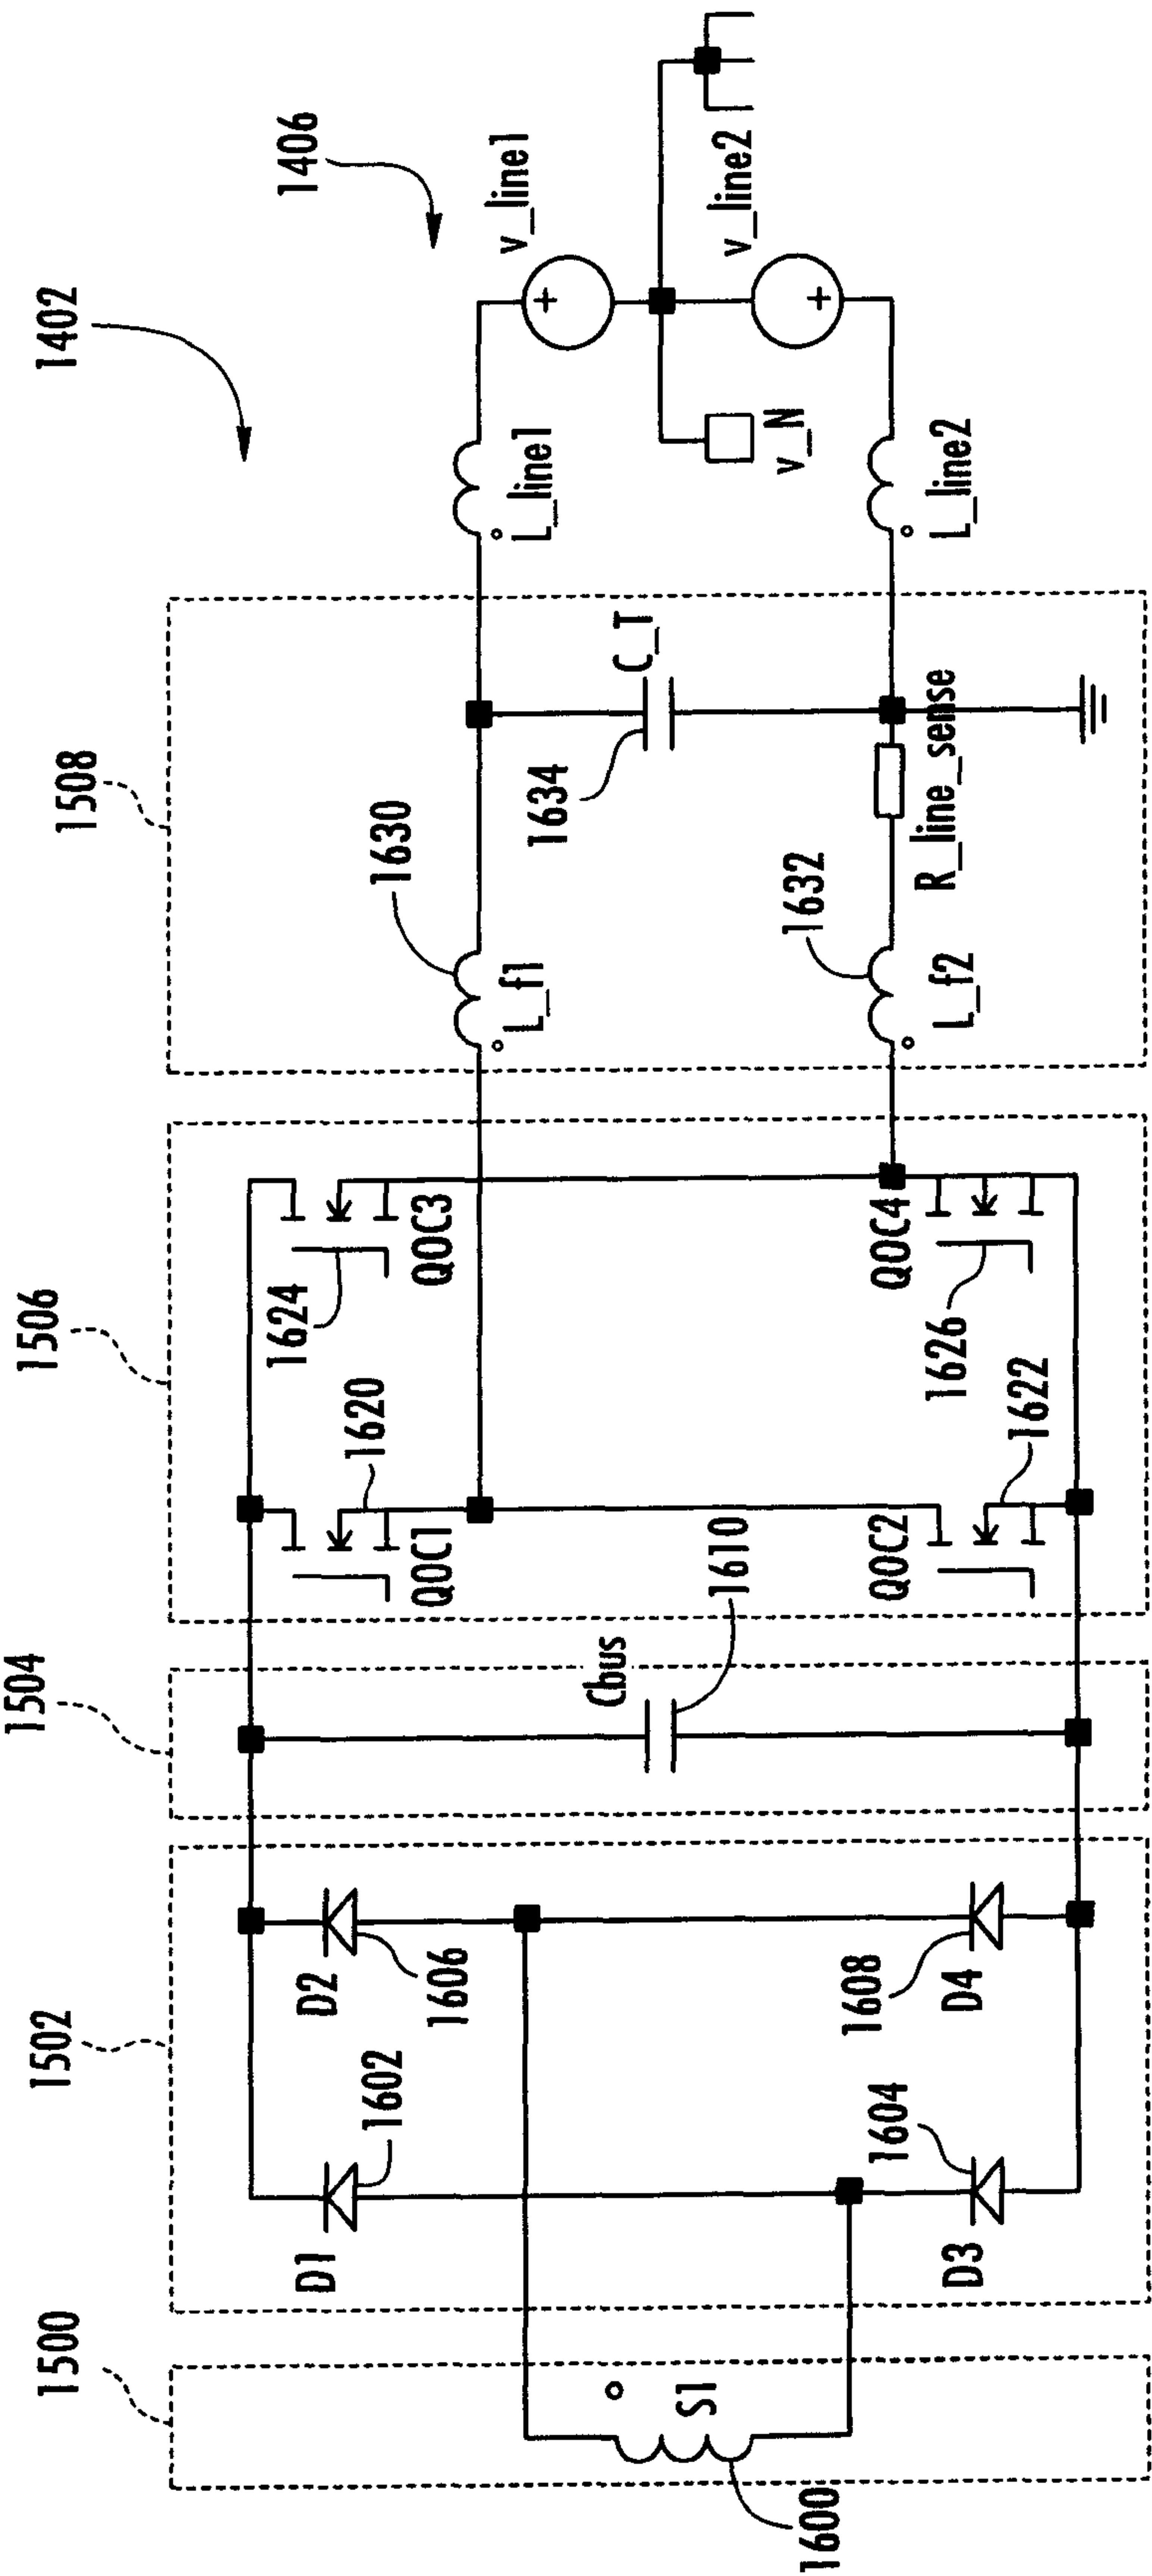 1402
1406
1500
1502
1504
1506
1508
D1
1602
D2
1606
D3
1604
D4
1608
S1
1600
Cbus
1610
QOC1
1620
QOC3
1624
QOC2
1622
QOC4
1626
L_f1
1630
L_f2
1632
C_T
1634
R_line_sense
L_line1
L_line2
v_line1
+
v_line2
+
v_N